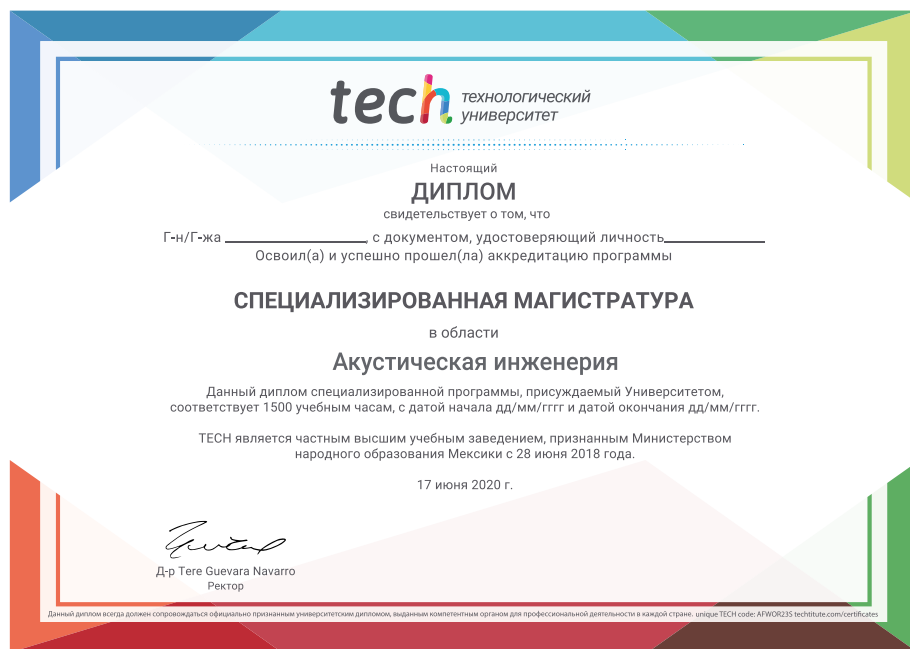 tech технологический
университет
Настоящий
ДИПЛОМ
свидетельствует о том, что
Г-н/Г-жа ____________________, с документом, удостоверяющий личность______________
Освоил(а) и успешно прошел(ла) аккредитацию программы
СПЕЦИАЛИЗИРОВАННАЯ МАГИСТРАТУРА
в области
Акустическая инженерия
Данный диплом специализированной программы, присуждаемый Университетом,
соответствует 1500 учебным часам, с датой начала дд/мм/гггг и датой окончания дд/мм/гггг.
TECH является частным высшим учебным заведением, признанным Министерством
народного образования Мексики с 28 июня 2018 года.
17 июня 2020 г.
Д-р Tere Guevara Navarro
Ректор
Данный диплом всегда должен сопровождаться официально признанным университетским дипломом, выданным компетентным органом для профессиональной деятельности в каждой стране. unique TECH code: AFWOR23S techtitute.com/certificates